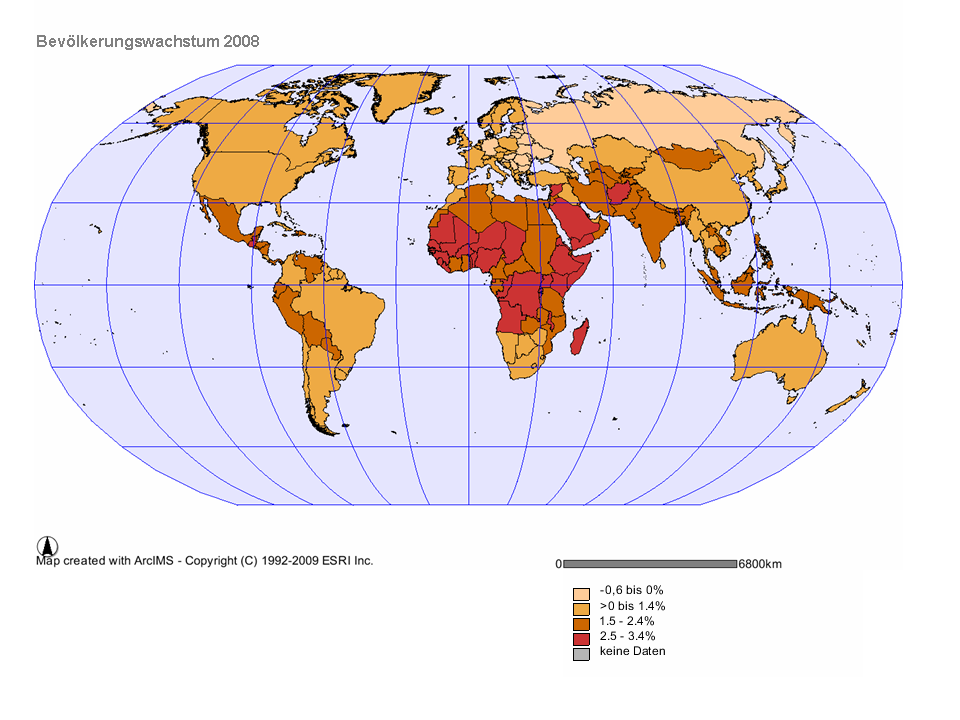 Bevölkerungswachstum 2008
Map created with ArcIMS - Copyright (C) 1992-2009 ESRI Inc.
0 6800km
-0,6 bis 0%
>0 bis 1.4%
1.5 - 2.4%
2.5 - 3.4%
keine Daten